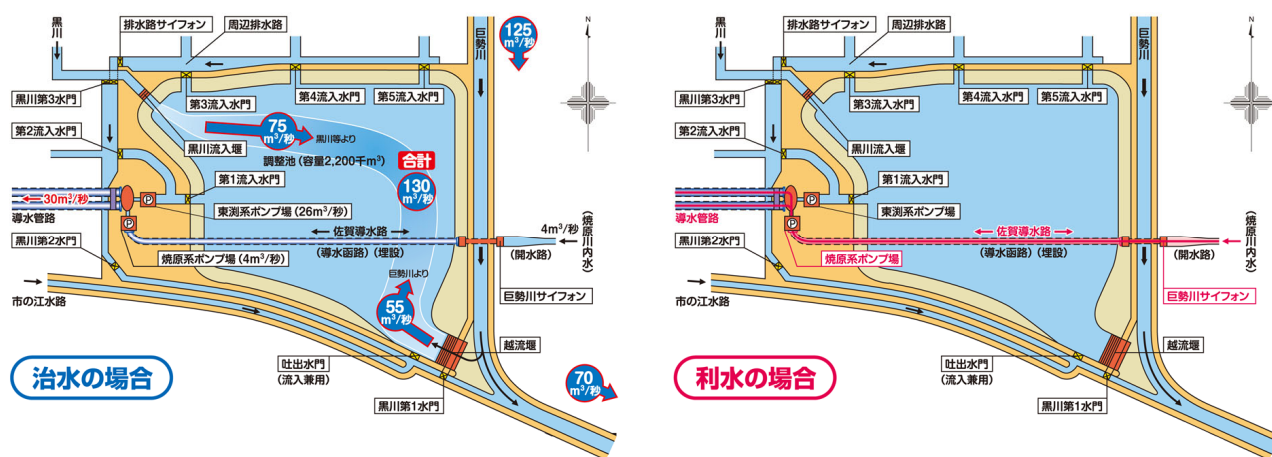 黒川
排水路サイフォン
周辺排水路
125
m³/秒
巨勢川
N
黒川第3水門
第3流入水門
第4流入水門
第5流入水門
第2流入水門
75
m³/秒
黒川等より
黒川流入堰
調整池（容量2,200千m³）
合計
130
m³/秒
第1流入水門
30m³/秒
導水管路
P
東渕系ポンプ場（26m³/秒）
P
4m³/秒
（焼原川内水）
佐賀導水路
（導水函路）（埋設）
（開水路）
黒川第2水門
焼原系ポンプ場（4m³/秒）
巨勢川より
巨勢川サイフォン
市の江水路
55
m³/秒
越流堰
治水の場合
吐出水門
（流入兼用）
70
m³/秒
黒川第1水門
黒川
排水路サイフォン
周辺排水路
巨勢川
N
黒川第3水門
第3流入水門
第4流入水門
第5流入水門
第2流入水門
黒川流入堰
第1流入水門
導水管路
P
東渕系ポンプ場
P
（焼原川内水）
佐賀導水路
（導水函路）（埋設）
（開水路）
黒川第2水門
焼原系ポンプ場
巨勢川サイフォン
市の江水路
越流堰
利水の場合
吐出水門
（流入兼用）
黒川第1水門